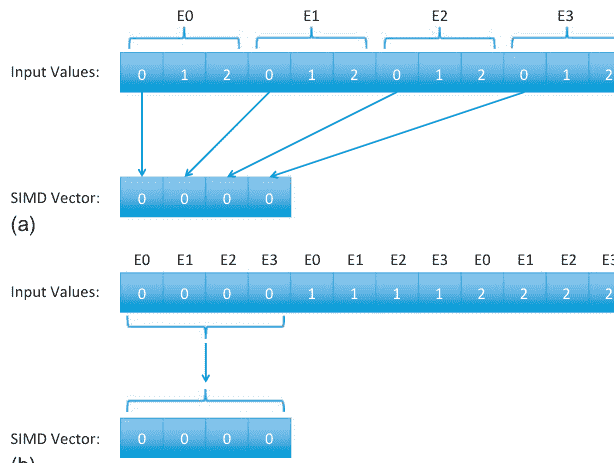 E0 E1 E2 E3
Input Values: 0 1 2 0 1 2 0 1 2 0 1 2
SIMD Vector: 0 0 0 0
(a)
E0 E1 E2 E3 E0 E1 E2 E3 E0 E1 E2 E3
Input Values: 0 0 0 0 1 1 1 1 2 2 2 2
SIMD Vector: 0 0 0 0
(b)